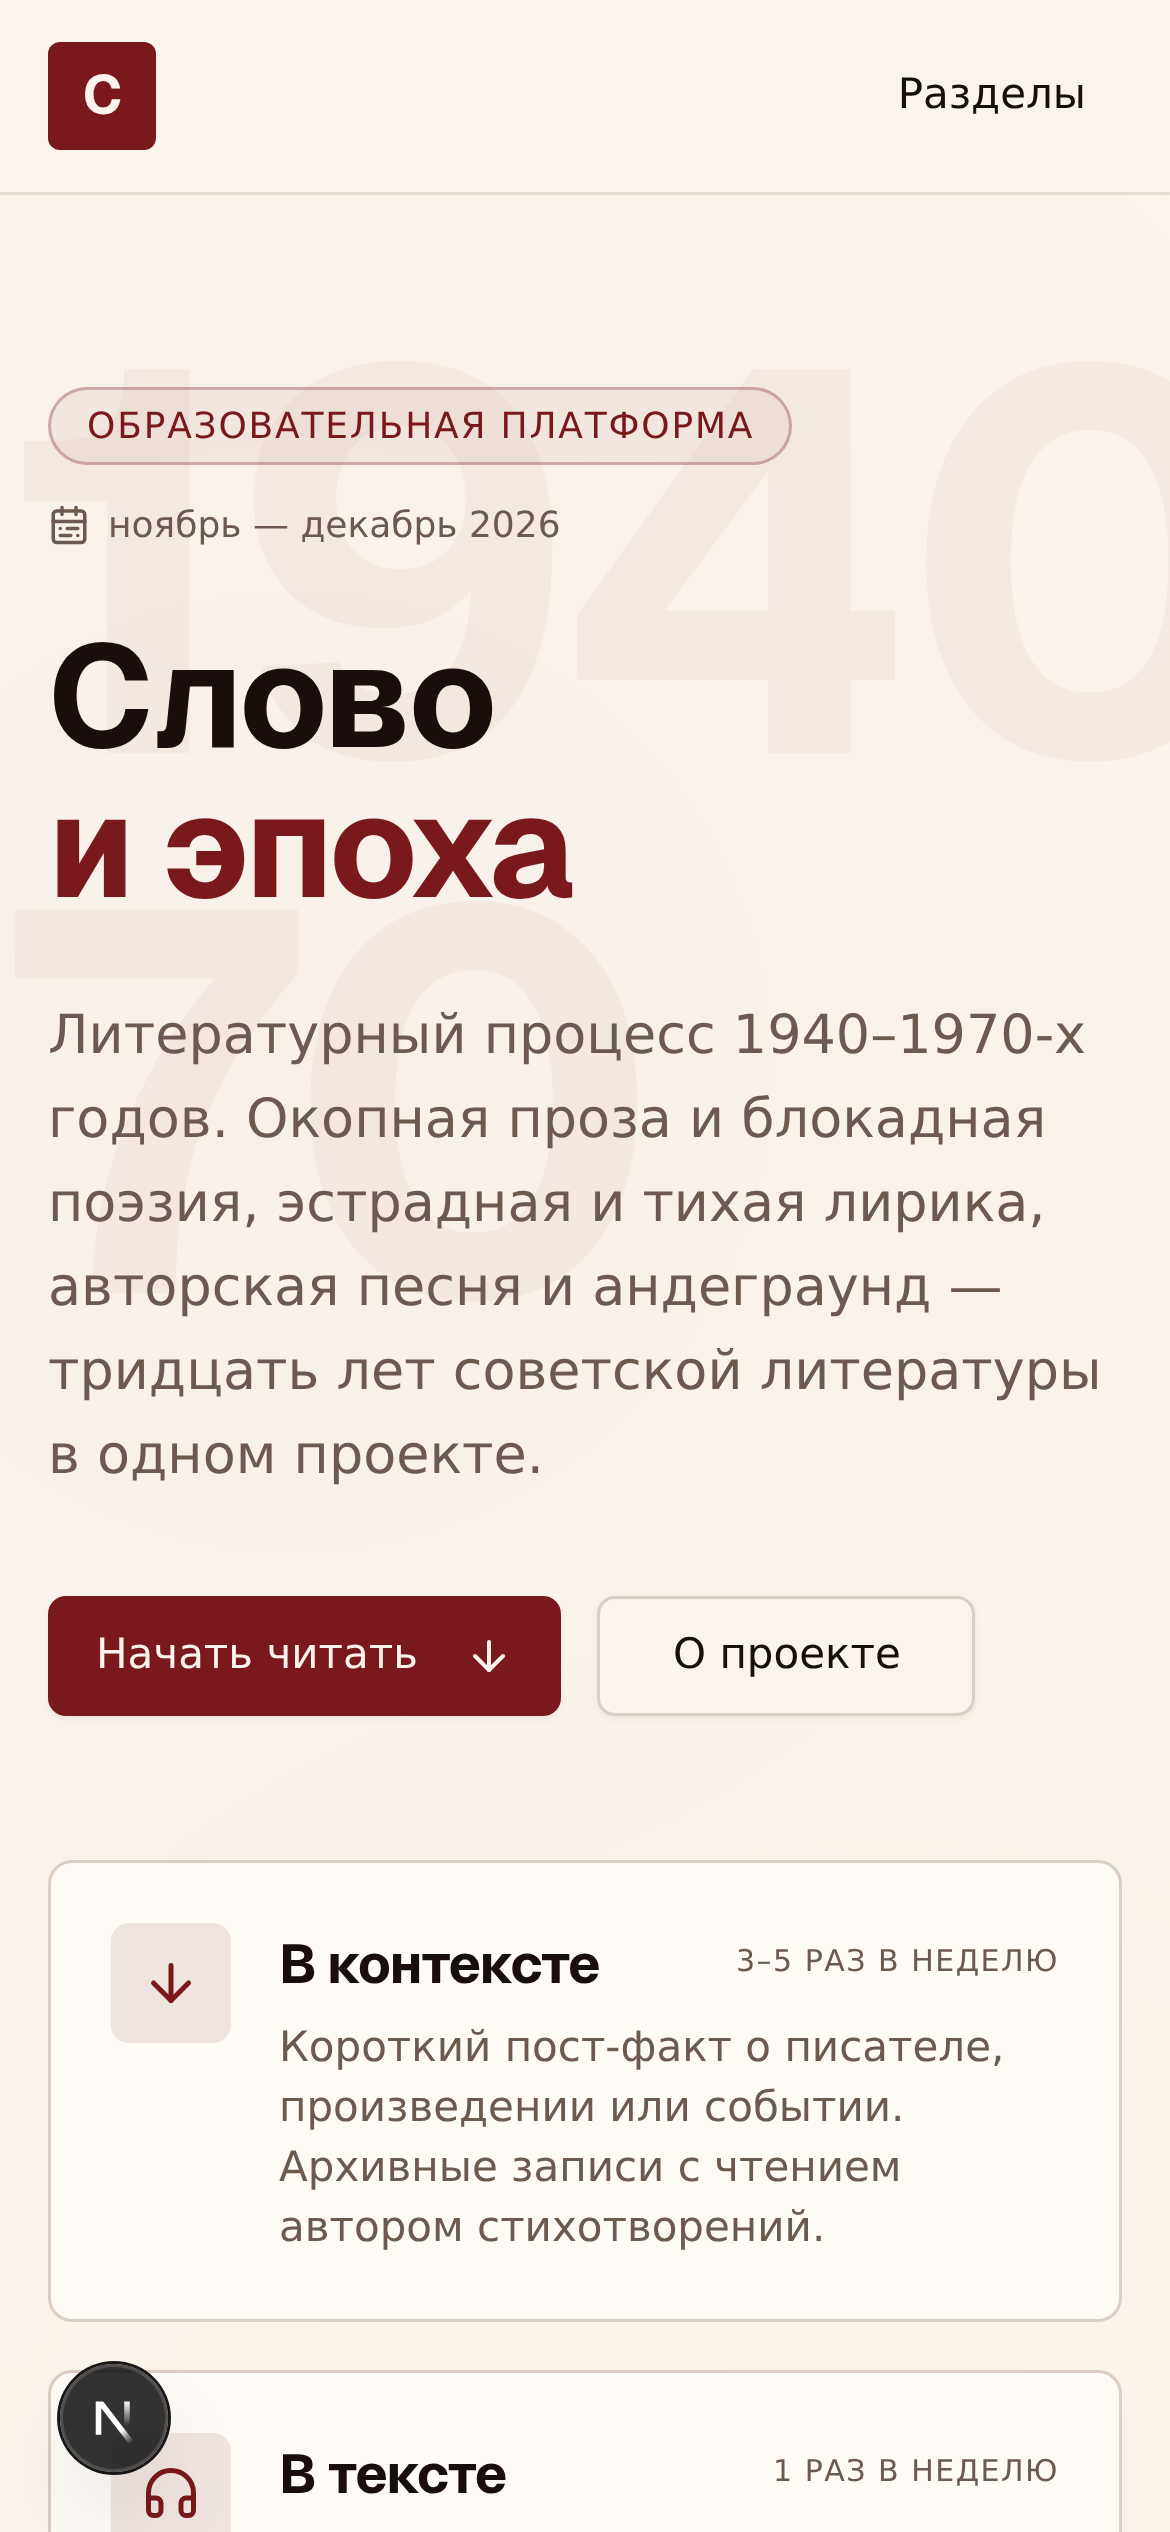 С
Разделы
1940
ОБРАЗОВАТЕЛЬНАЯ ПЛАТФОРМА
ноябрь — декабрь 2026
Слово
и эпоха
70
Литературный процесс 1940–1970-х
годов. Окопная проза и блокадная
поэзия, эстрадная и тихая лирика,
авторская песня и андеграунд —
тридцать лет советской литературы
в одном проекте.
Начать читать
О проекте
В контексте
3–5 РАЗ В НЕДЕЛЮ
Короткий пост-факт о писателе,
произведении или событии.
Архивные записи с чтением
автором стихотворений.
N
В тексте
1 РАЗ В НЕДЕЛЮ